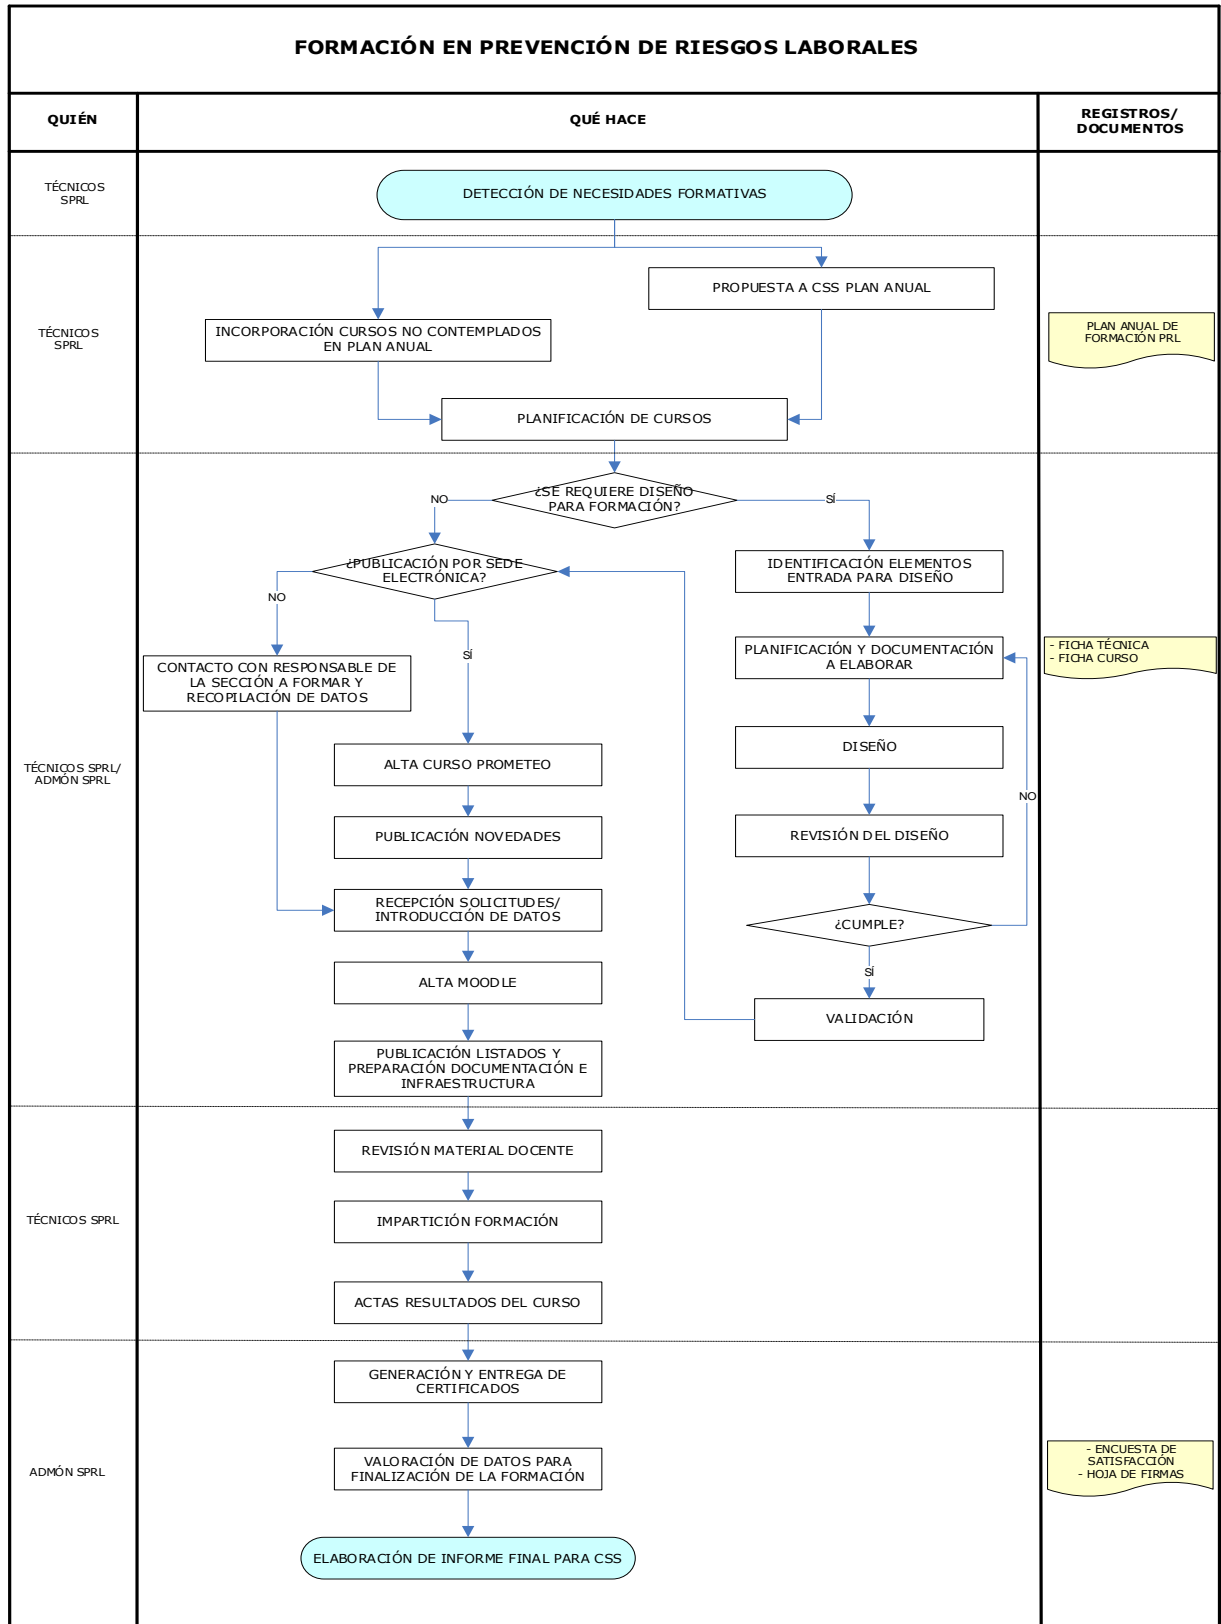 FORMACIÓN EN PREVENCIÓN DE RIESGOS LABORALES
QUIÉN
QUÉ HACE
REGISTROS/
DOCUMENTOS
TÉCNICOS
SPRL
DETECCIÓN DE NECESIDADES FORMATIVAS
TÉCNICOS
SPRL
PROPUESTA A CSS PLAN ANUAL
INCORPORACIÓN CURSOS NO CONTEMPLADOS
EN PLAN ANUAL
PLAN ANUAL DE
FORMACIÓN PRL
PLANIFICACIÓN DE CURSOS
TÉCNICOS SPRL/
ADMÓN SPRL
¿SE REQUIERE DISEÑO
PARA FORMACIÓN?
NO
SÍ
¿PUBLICACIÓN POR SEDE
ELECTRÓNICA?
IDENTIFICACIÓN ELEMENTOS
ENTRADA PARA DISEÑO
NO
SÍ
CONTACTO CON RESPONSABLE DE
LA SECCIÓN A FORMAR Y
RECOPILACIÓN DE DATOS
PLANIFICACIÓN Y DOCUMENTACIÓN
A ELABORAR
- FICHA TÉCNICA
- FICHA CURSO
ALTA CURSO PROMETEO
DISEÑO
NO
PUBLICACIÓN NOVEDADES
REVISIÓN DEL DISEÑO
RECEPCIÓN SOLICITUDES/
INTRODUCCIÓN DE DATOS
¿CUMPLE?
SÍ
ALTA MOODLE
VALIDACIÓN
PUBLICACIÓN LISTADOS Y
PREPARACIÓN DOCUMENTACIÓN E
INFRAESTRUCTURA
TÉCNICOS SPRL
REVISIÓN MATERIAL DOCENTE
IMPARTICIÓN FORMACIÓN
ACTAS RESULTADOS DEL CURSO
ADMÓN SPRL
GENERACIÓN Y ENTREGA DE
CERTIFICADOS
VALORACIÓN DE DATOS PARA
FINALIZACIÓN DE LA FORMACIÓN
- ENCUESTA DE
SATISFACCIÓN
- HOJA DE FIRMAS
ELABORACIÓN DE INFORME FINAL PARA CSS